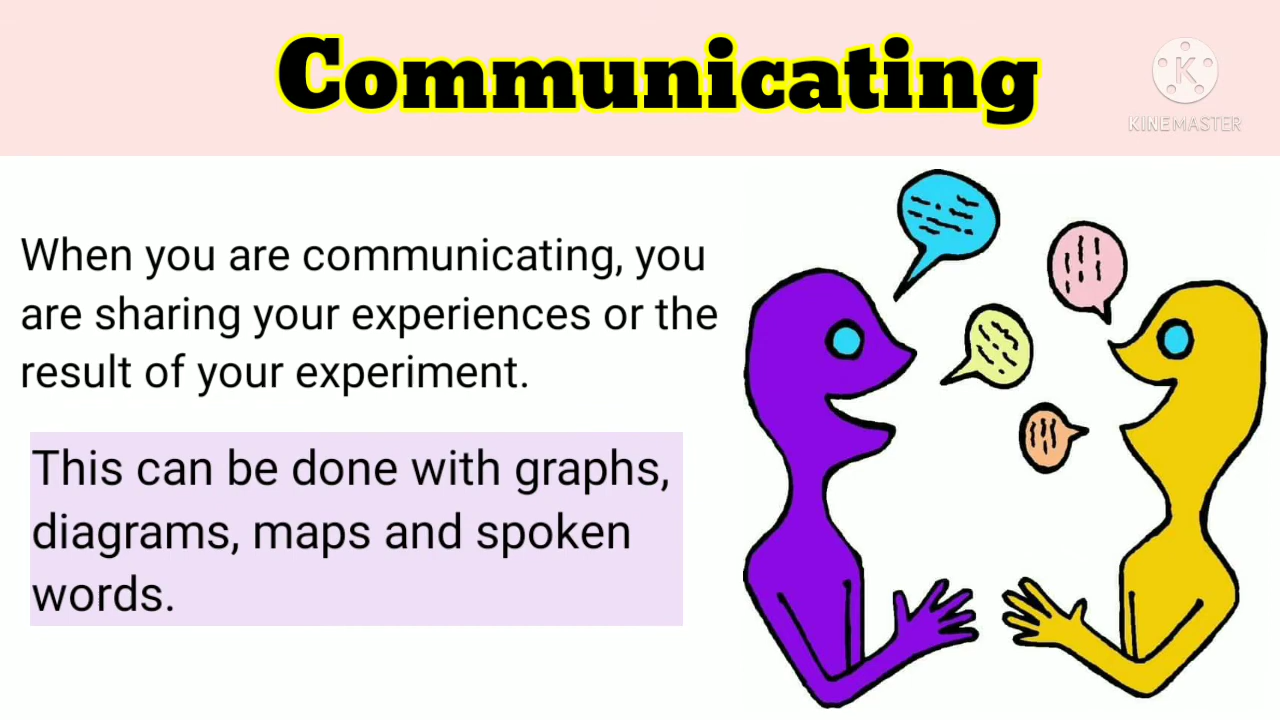 Communicating
K
KINEMASTER
When you are communicating, you
are sharing your experiences or the
result of your experiment.
This can be done with graphs,
diagrams, maps and spoken
words.